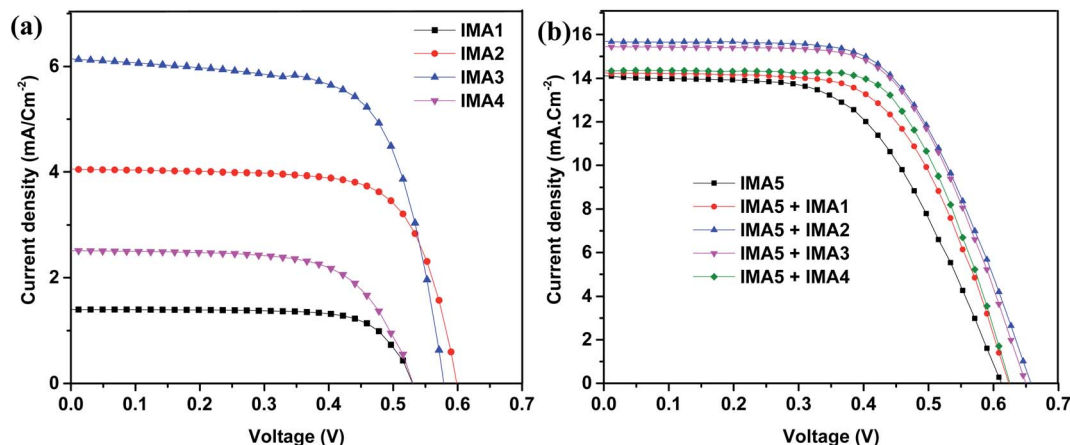 (a)
IMA1
IMA2
IMA3
IMA4
6
4
2
0
0.0 0.1 0.2 0.3 0.4 0.5 0.6 0.7
Voltage (V)
Current density (mA/Cm-2)
(b)
16
14
12
10
8
6
4
2
0
IMA5
IMA5 + IMA1
IMA5 + IMA2
IMA5 + IMA3
IMA5 + IMA4
0.0 0.1 0.2 0.3 0.4 0.5 0.6 0.7
Voltage (V)
Current density (mA.Cm-2)